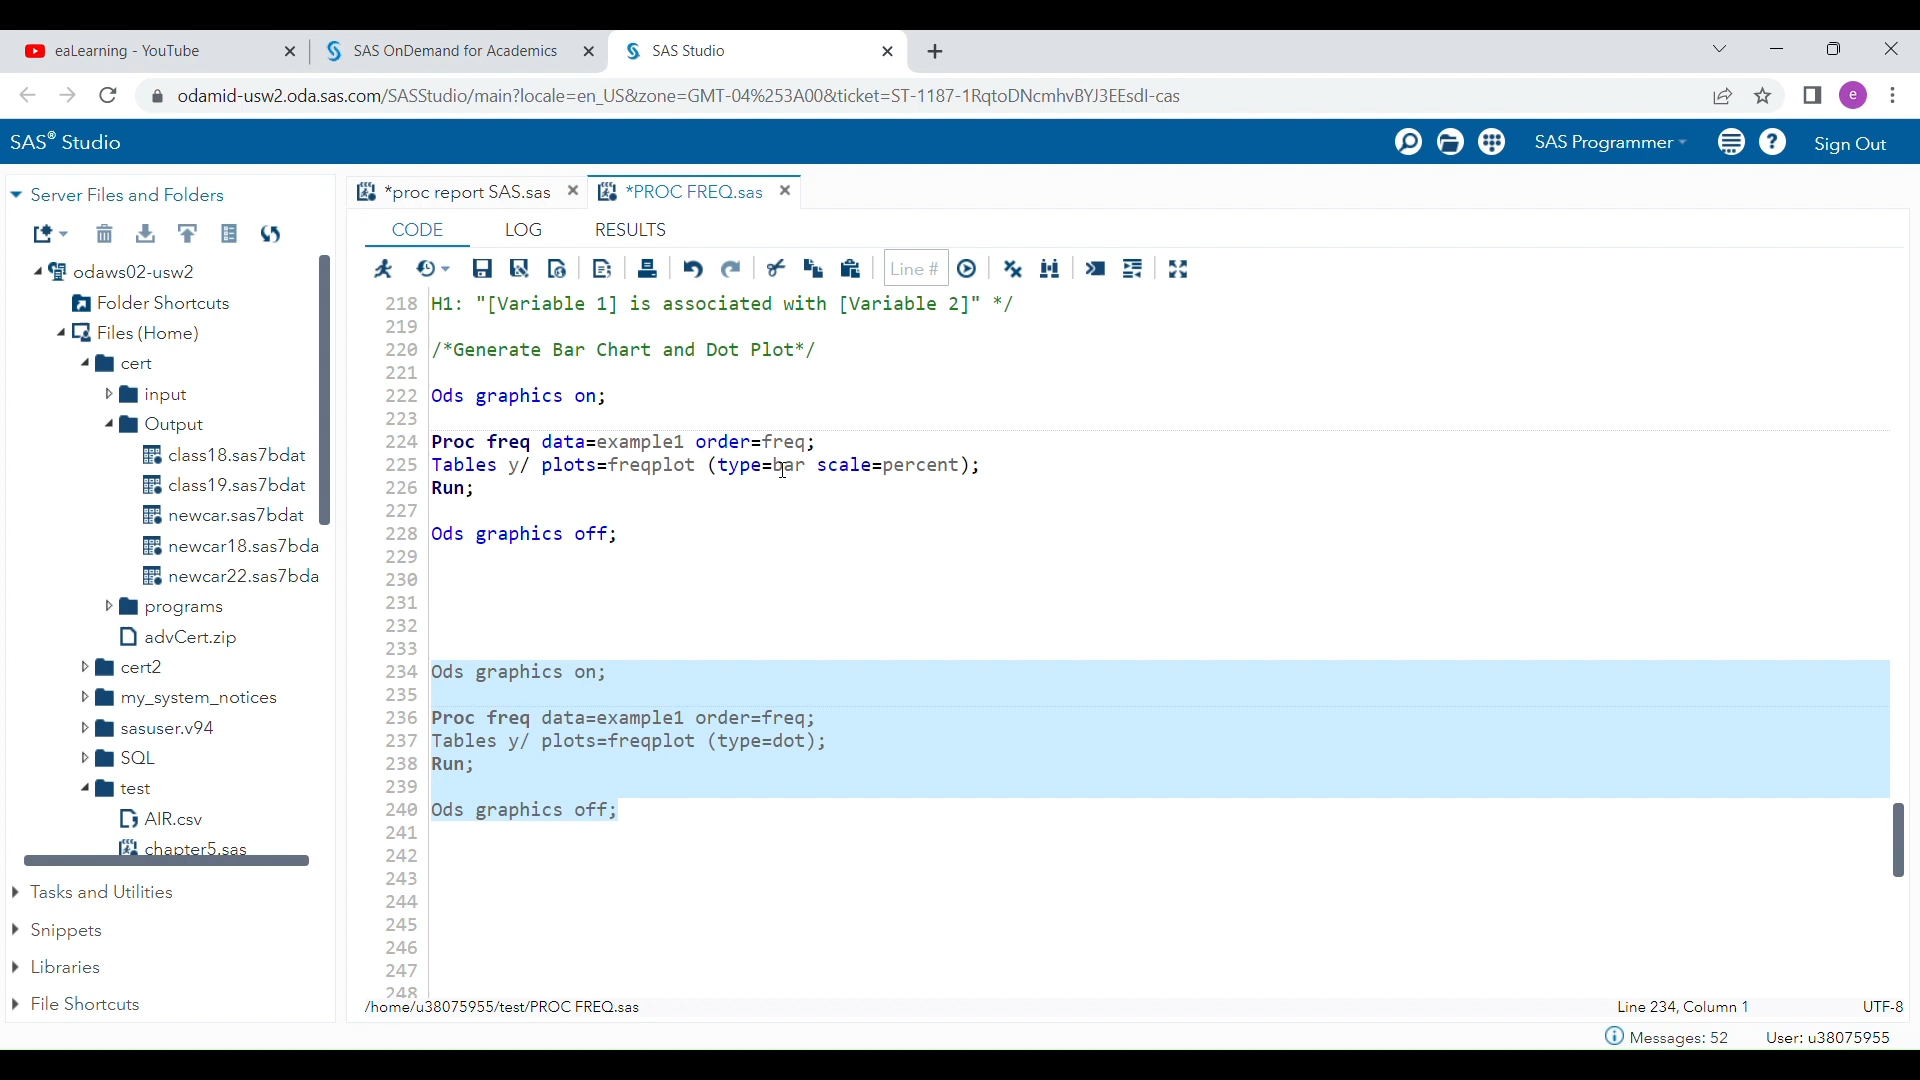 ealearning - YouTube
SAS OnDemand for Academics
SAS Studio
odamid-usw2.oda.sas.com/SASStudio/main?locale=en_US&zone=GMT-04%253A00&ticket=ST-1187-1RqtoDNcmhvBYJ3EEsdl-cas
e
SAS® Studio
SAS Programmer
Sign Out
Server Files and Folders
odaws02-usw2
Folder Shortcuts
Files (Home)
cert
input
Output
class18.sas7bdat
class19.sas7bdat
newcar.sas7bdat
newcar18.sas7bda
newcar22.sas7bda
programs
advCert.zip
cert2
my_system_notices
sasuser.v94
SQL
test
AIR.csv
chapter5.sas
Tasks and Utilities
Snippets
Libraries
File Shortcuts
*proc report SAS.sas
*PROC FREQ.sas
CODE LOG RESULTS
Line #
218 H1: "[Variable 1] is associated with [Variable 2]" */
219
220 /*Generate Bar Chart and Dot Plot*/
221
222 Ods graphics on;
223
224 Proc freq data=example1 order=freq;
225 Tables y/ plots=freqplot (type=bar scale=percent);
226 Run;
227
228 Ods graphics off;
229
230
231
232
233
234 Ods graphics on;
235
236 Proc freq data=example1 order=freq;
237 Tables y/ plots=freqplot (type=dot);
238 Run;
239
240 Ods graphics off;
241
242
243
244
245
246
247
248
/home/u38075955/test/PROC FREQ.sas
Line 234, Column 1
UTF-8
Messages: 52
User: u38075955